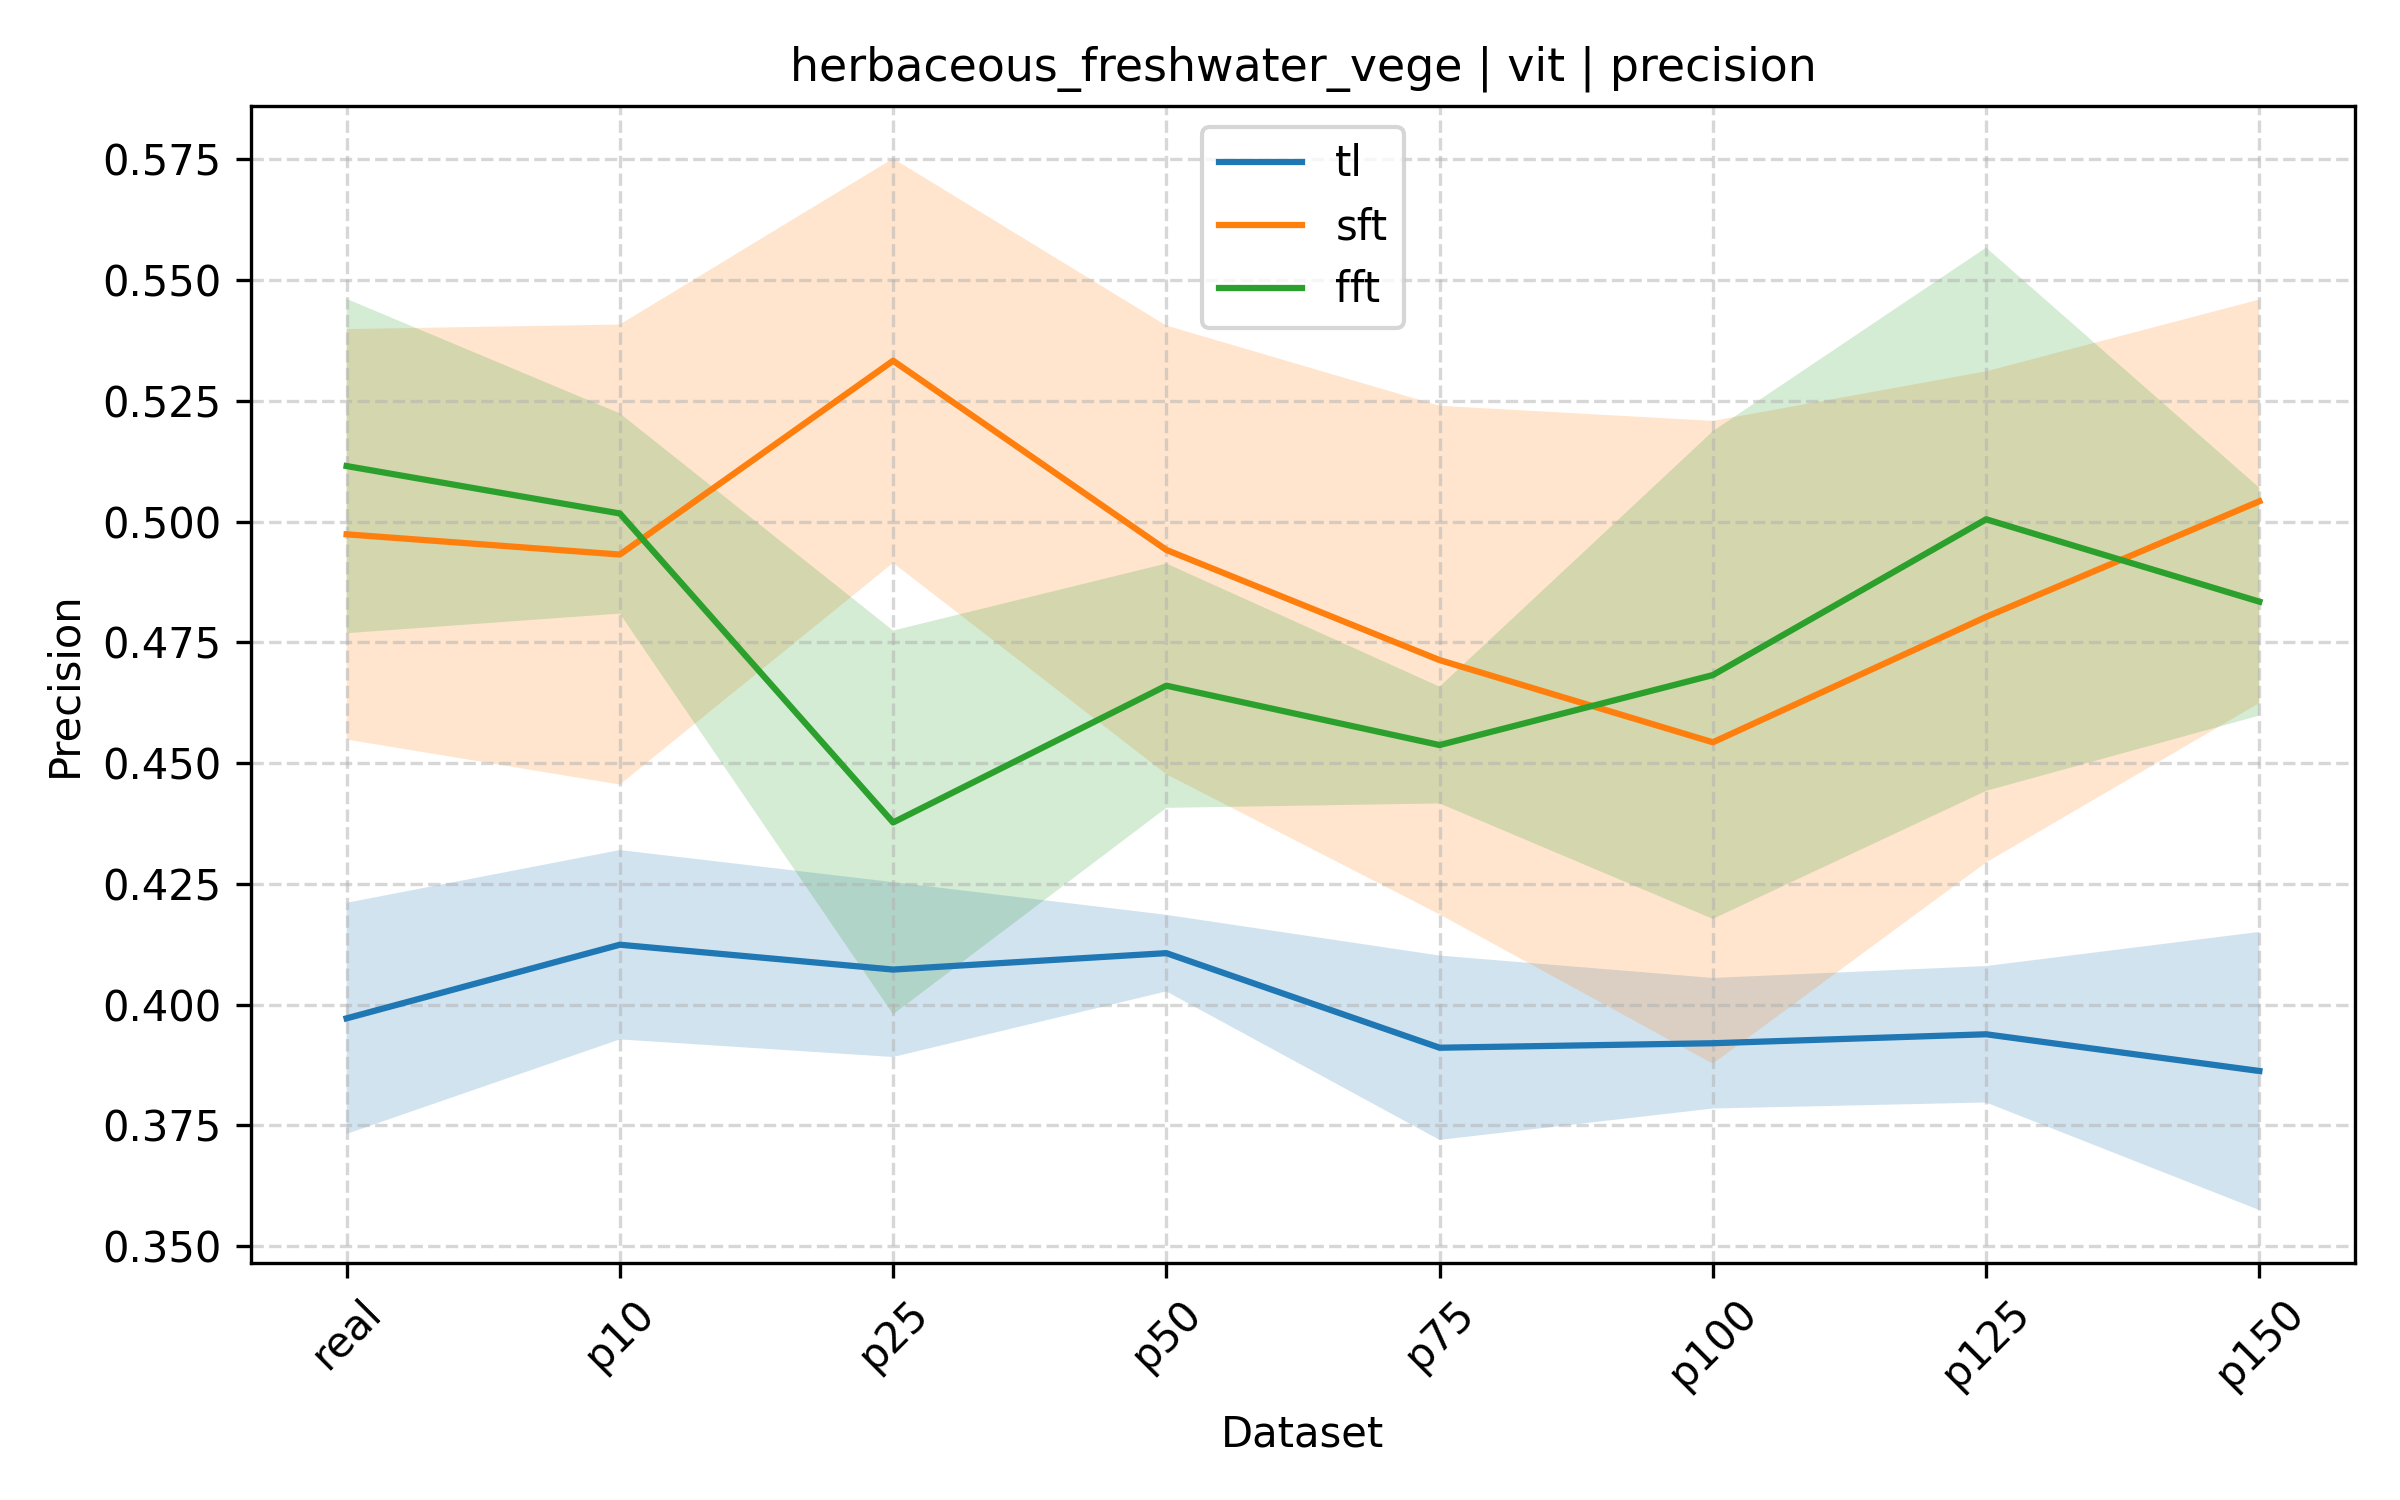 herbaceous_freshwater_vege | vit | precision
tl
sft
fft
0.575
0.550
0.525
0.500
0.475
0.450
0.425
0.400
0.375
0.350
Precision
real
p10
p25
p50
p75
p100
p125
p150
Dataset